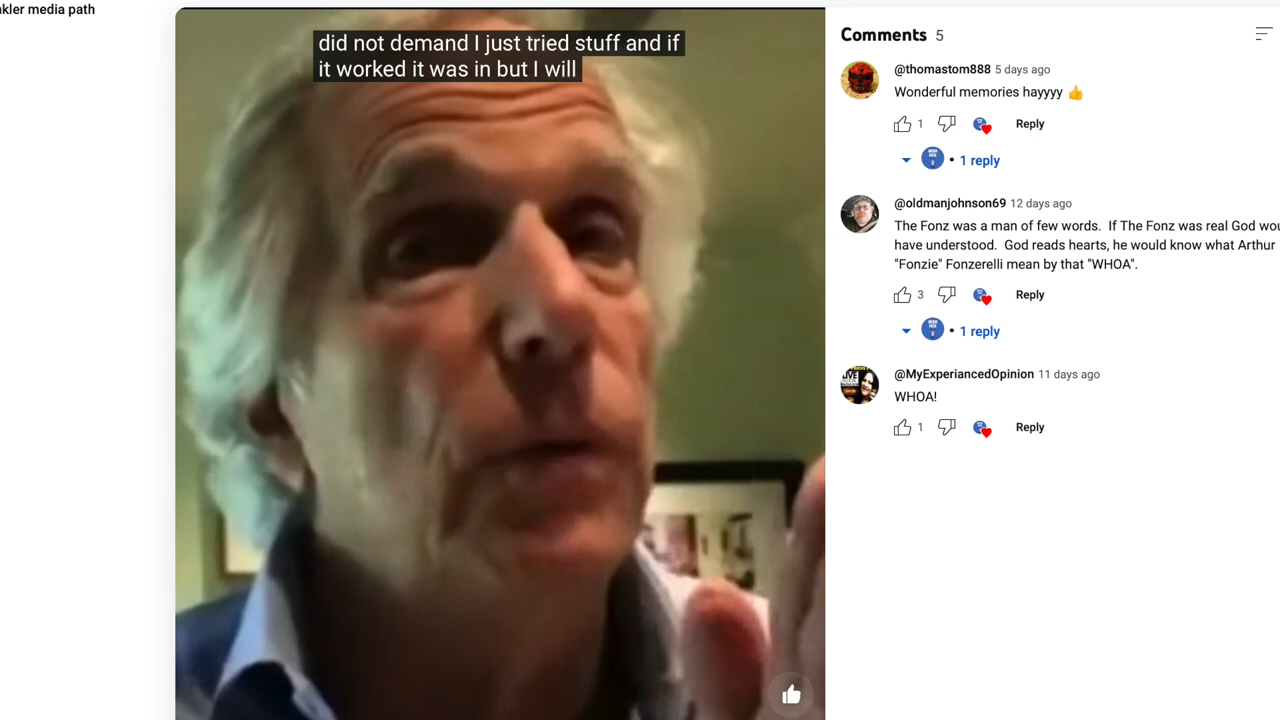 nkler media path
did not demand I just tried stuff and if
it worked it was in but I will
Comments 5
@thomastom888 5 days ago
Wonderful memories hayyyy 👍
1 Reply
• 1 reply
@oldmanjohnson69 12 days ago
The Fonz was a man of few words. If The Fonz was real God wou
have understood. God reads hearts, he would know what Arthur
"Fonzie" Fonzerelli mean by that "WHOA".
3 Reply
• 1 reply
@MyExperiancedOpinion 11 days ago
WHOA!
1 Reply